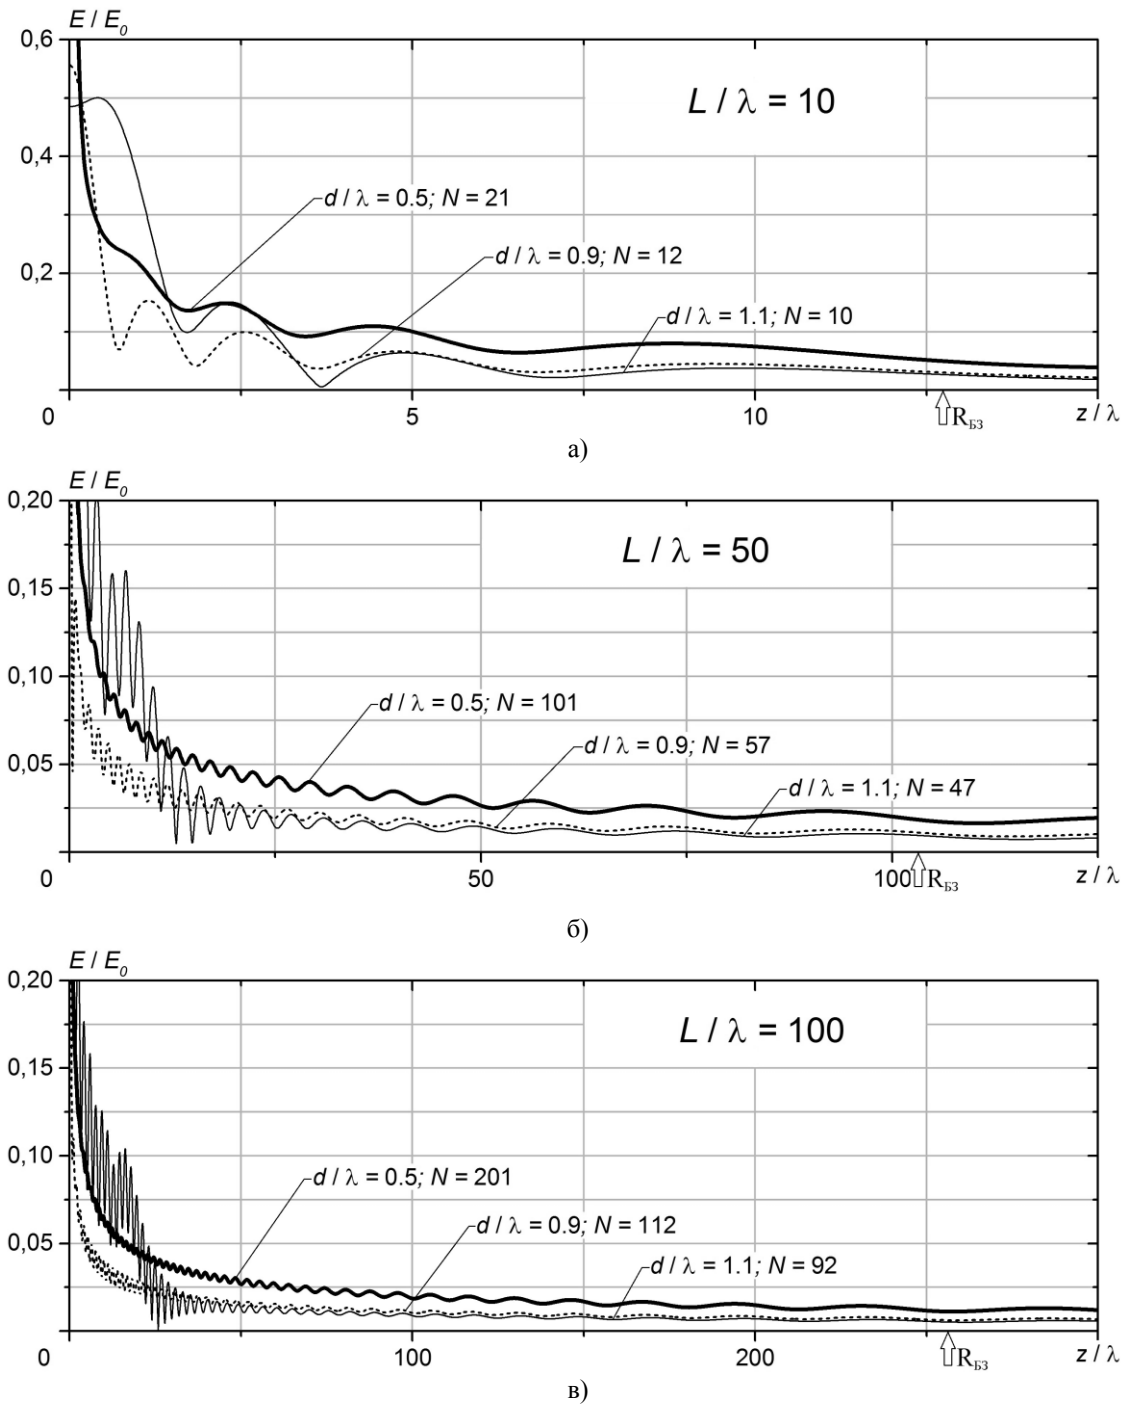 E / E₀
0,6
L / λ = 10
0,4
d / λ = 0.5; N = 21
d / λ = 0.9; N = 12
0,2
d / λ = 1.1; N = 10
0 5 10 R_БЗ z / λ
а)
E / E₀
0,20
L / λ = 50
0,15
0,10
d / λ = 0.5; N = 101
d / λ = 0.9; N = 57
0,05
d / λ = 1.1; N = 47
0 50 100 R_БЗ z / λ
б)
E / E₀
0,20
L / λ = 100
0,15
0,10
d / λ = 0.5; N = 201
d / λ = 0.9; N = 112
0,05
d / λ = 1.1; N = 92
0 100 200 R_БЗ z / λ
в)